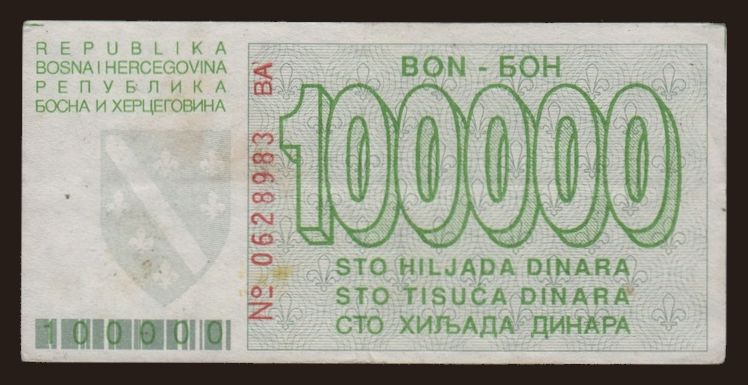 REPUBLIKA
BOSNA I HERCEGOVINA
РЕПУБЛИКА
БОСНА И ХЕРЦЕГОВИНА
100000
No 0628983 BA
BON - БОН
100000
STO HILJADA DINARA
STO TISUĆA DINARA
СТО ХИЉАДА ДИНАРА